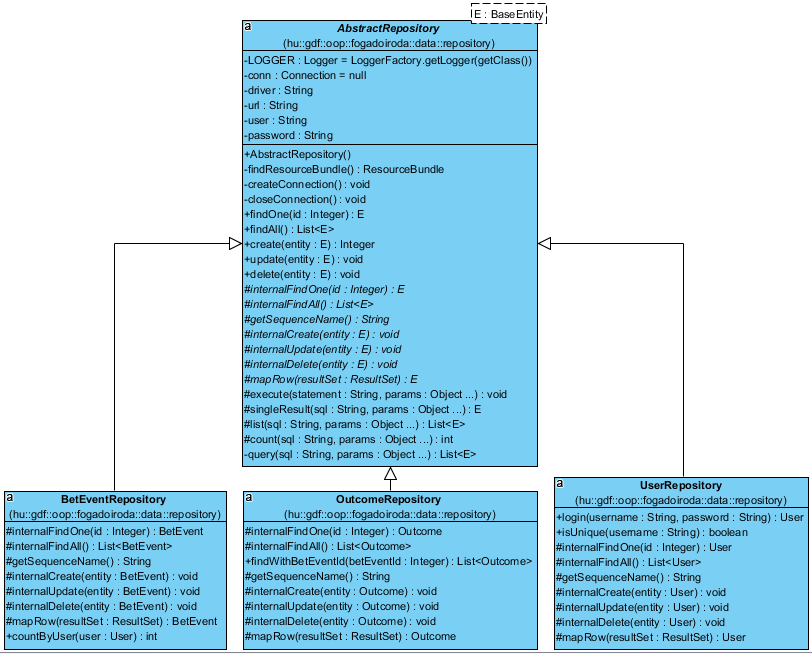 E : BaseEntity
a
AbstractRepository
(hu::gdf::oop::fogadoiroda::data::repository)
-LOGGER : Logger = LoggerFactory.getLogger(getClass())
-conn : Connection = null
-driver : String
-url : String
-user : String
-password : String
+AbstractRepository()
-findResourceBundle() : ResourceBundle
-createConnection() : void
-closeConnection() : void
+findOne(id : Integer) : E
+findAll() : List<E>
+create(entity : E) : Integer
+update(entity : E) : void
+delete(entity : E) : void
#internalFindOne(id : Integer) : E
#internalFindAll() : List<E>
#getSequenceName() : String
#internalCreate(entity : E) : void
#internalUpdate(entity : E) : void
#internalDelete(entity : E) : void
#mapRow(resultSet : ResultSet) : E
#execute(statement : String, params : Object ...) : void
#singleResult(sql : String, params : Object ...) : E
#list(sql : String, params : Object ...) : List<E>
#count(sql : String, params : Object ...) : int
-query(sql : String, params : Object ...) : List<E>
a
BetEventRepository
(hu::gdf::oop::fogadoiroda::data::repository)
#internalFindOne(id : Integer) : BetEvent
#internalFindAll() : List<BetEvent>
#getSequenceName() : String
#internalCreate(entity : BetEvent) : void
#internalUpdate(entity : BetEvent) : void
#internalDelete(entity : BetEvent) : void
#mapRow(resultSet : ResultSet) : BetEvent
+countByUser(user : User) : int
a
OutcomeRepository
(hu::gdf::oop::fogadoiroda::data::repository)
#internalFindOne(id : Integer) : Outcome
#internalFindAll() : List<Outcome>
+findWithBetEventId(betEventId : Integer) : List<Outcome>
#getSequenceName() : String
#internalCreate(entity : Outcome) : void
#internalUpdate(entity : Outcome) : void
#internalDelete(entity : Outcome) : void
#mapRow(resultSet : ResultSet) : Outcome
a
UserRepository
(hu::gdf::oop::fogadoiroda::data::repository)
+login(username : String, password : String) : User
+isUnique(username : String) : boolean
#internalFindOne(id : Integer) : User
#internalFindAll() : List<User>
#getSequenceName() : String
#internalCreate(entity : User) : void
#internalUpdate(entity : User) : void
#internalDelete(entity : User) : void
#mapRow(resultSet : ResultSet) : User